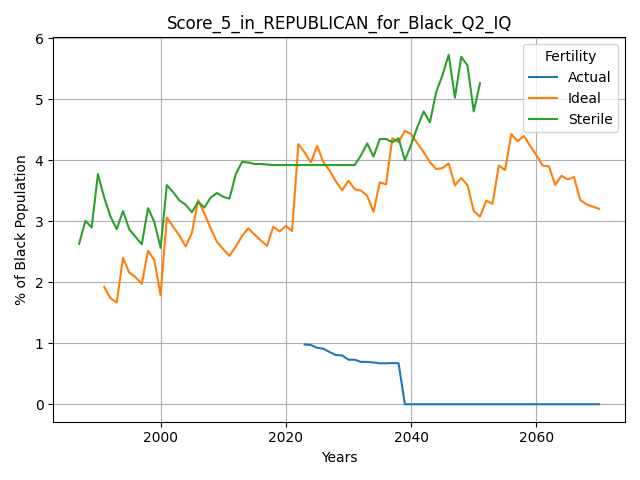 Score_5_in_REPUBLICAN_for_Black_Q2_IQ
% of Black Population
6
5
4
3
2
1
0
Fertility
Actual
Ideal
Sterile
2000
2020
2040
2060
Years